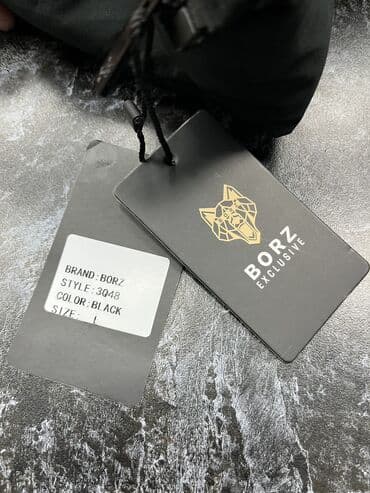 BRAND:BORZ
STYLE:3048
COLOR:BLACK
SIZE: L
BORZ
EXCLUSIVE